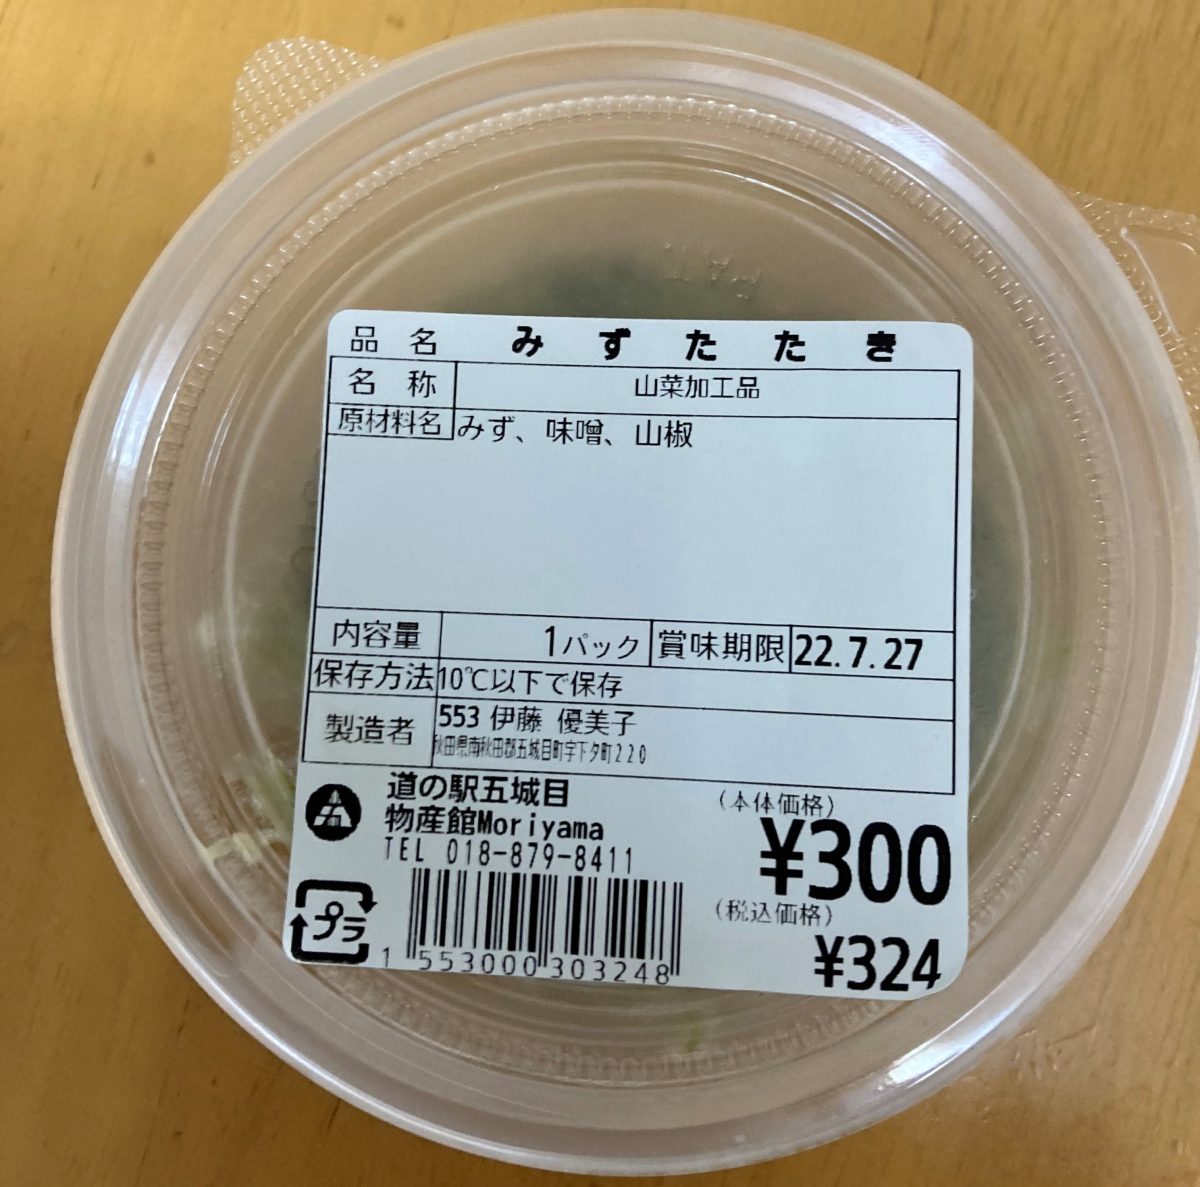 品名 みずたたき
名称 山菜加工品
原材料名 みず、味噌、山椒
内容量 1パック 賞味期限 22.7.27
保存方法 10℃以下で保存
製造者 553 伊藤 優美子
秋田県南秋田郡五城目町字下夕町220
道の駅五城目
物産館Moriyama
TEL 018-879-8411
(本体価格)
¥300
(税込価格)
¥324
プラ
1 553000 303248